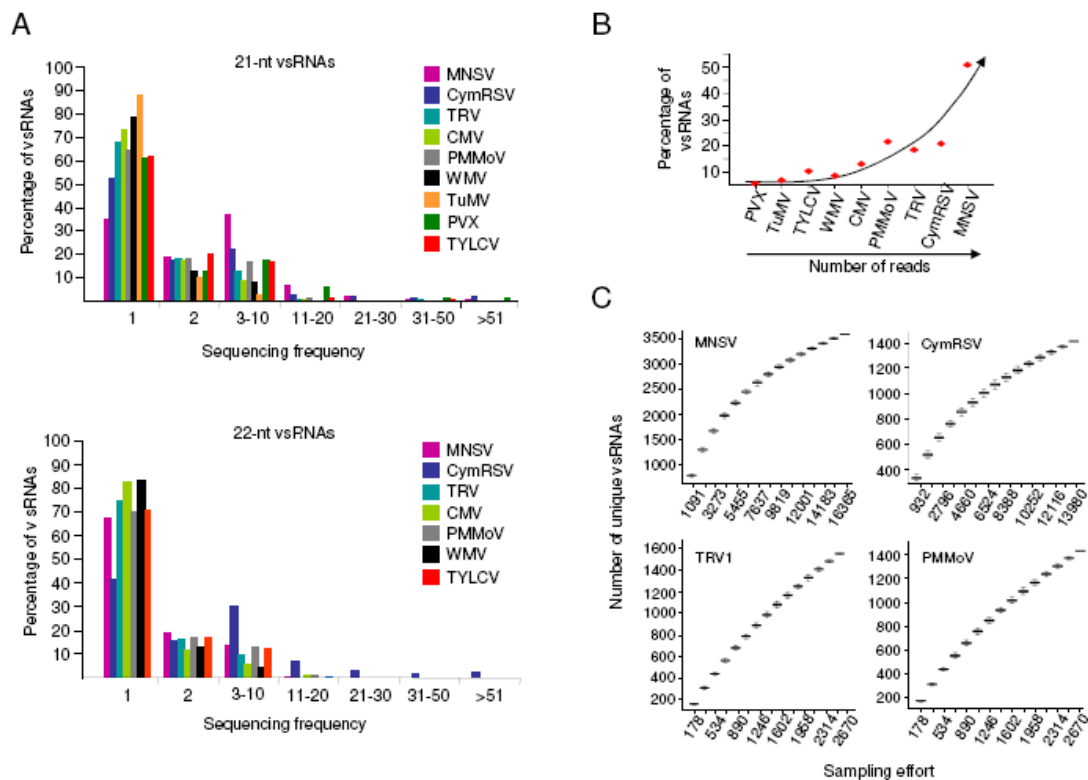 A
21-nt vsRNAs
Percentage of vsRNAs
100
90
80
70
60
50
40
30
20
10
MNSV
CymRSV
TRV
CMV
PMMoV
WMV
TuMV
PVX
TYLCV
1 2 3-10 11-20 21-30 31-50 >51
Sequencing frequency
22-nt vsRNAs
Percentage of v sRNAs
100
90
80
70
60
50
40
30
20
10
MNSV
CymRSV
TRV
CMV
PMMoV
WMV
TYLCV
1 2 3-10 11-20 21-30 31-50 >51
Sequencing frequency
B
Percentage of
vsRNAs
50
40
30
20
10
PVX TuMV TYLCV WMV CMV PMMoV TRV CymRSV MNSV
Number of reads
C
Number of unique vsRNAs
MNSV
3500
3000
2500
2000
1500
1000
1091 3273 5455 7637 9819 12001 14183 16365
CymRSV
1400
1200
1000
800
600
400
932 2796 4660 6524 8388 10252 12116 13980
TRV1
1600
1400
1200
1000
800
600
400
200
178 534 890 1246 1602 1958 2314 2670
PMMoV
1400
1200
1000
800
600
400
200
178 534 890 1246 1602 1958 2314 2670
Sampling effort